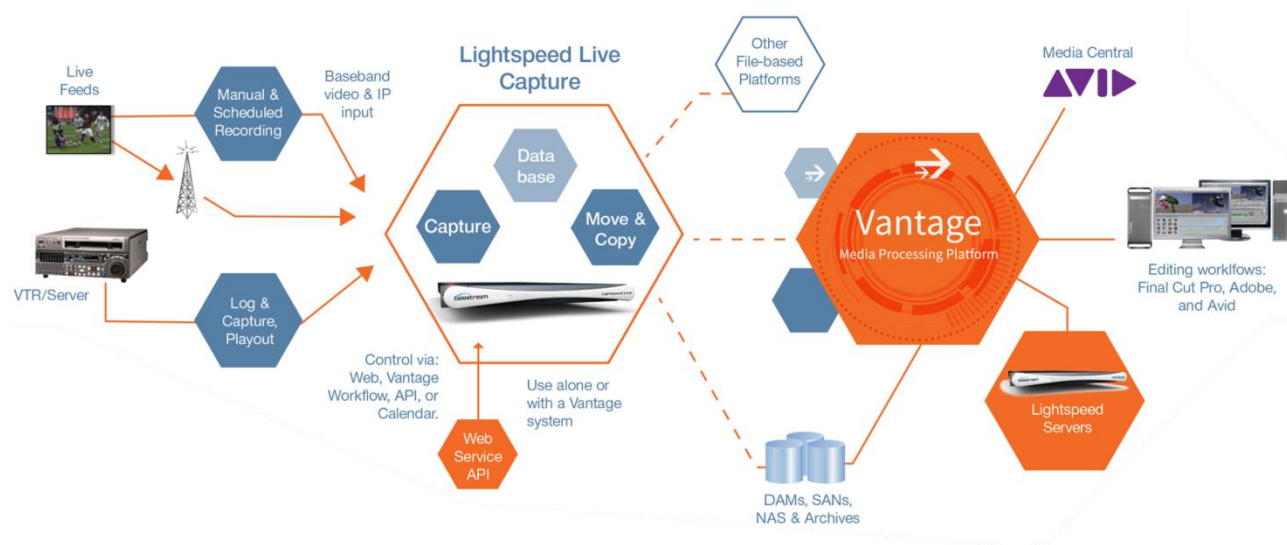 Live
Feeds
Manual &
Scheduled
Recording
Baseband
video & IP
input
VTR/Server
Log &
Capture,
Playout
Lightspeed Live
Capture
Data
base
Capture
Move &
Copy
telestream
Lightspeed Live
Control via:
Web, Vantage
Workflow, API, or
Calendar.
Use alone or
with a Vantage
system
Web
Service
API
Other
File-based
Platforms
Vantage
Media Processing Platform
DAMs, SANs,
NAS & Archives
Media Central
AVID
Editing worklfows:
Final Cut Pro, Adobe,
and Avid
Lightspeed
Servers